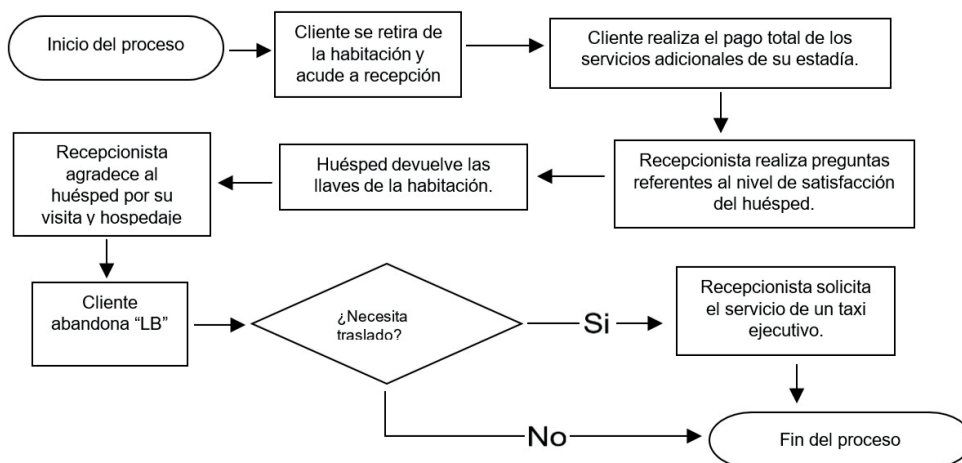 Inicio del proceso
Cliente se retira de
la habitación y
acude a recepción
Cliente realiza el pago total de los
servicios adicionales de su estadía.
Recepcionista realiza preguntas
referentes al nivel de satisfacción
del huésped.
Huésped devuelve las
llaves de la habitación.
Recepcionista
agradece al
huésped por su
visita y hospedaje
Cliente
abandona “LB”
¿Necesita
traslado?
Si
Recepcionista solicita
el servicio de un taxi
ejecutivo.
No
Fin del proceso